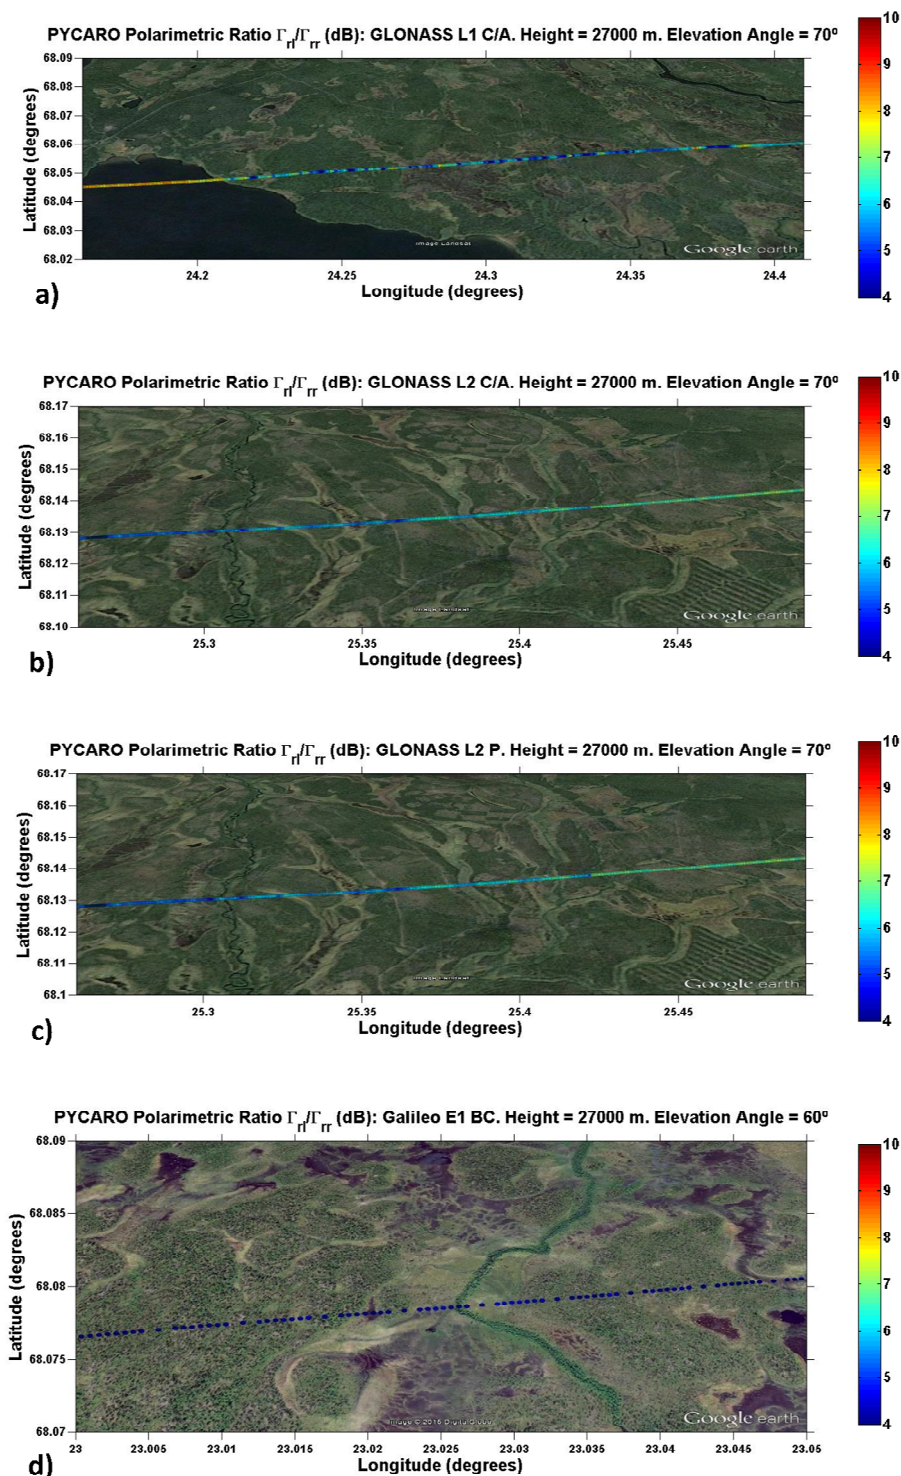 PYCARO Polarimetric Ratio Γrl/Γrr (dB): GLONASS L1 C/A. Height = 27000 m. Elevation Angle = 70º
68.09
68.08
68.07
68.06
68.05
68.04
68.03
68.02
Latitude (degrees)
Image Landsat
Google earth
24.2 24.25 24.3 24.35 24.4
Longitude (degrees)
10
9
8
7
6
5
4
a)
PYCARO Polarimetric Ratio Γrl/Γrr (dB): GLONASS L2 C/A. Height = 27000 m. Elevation Angle = 70º
68.17
68.16
68.15
68.14
68.13
68.12
68.11
68.10
Latitude (degrees)
Image Landsat
Google earth
25.3 25.35 25.4 25.45
Longitude (degrees)
10
9
8
7
6
5
4
b)
PYCARO Polarimetric Ratio Γrl/Γrr (dB): GLONASS L2 P. Height = 27000 m. Elevation Angle = 70º
68.17
68.16
68.15
68.14
68.13
68.12
68.11
68.1
Latitude (degrees)
Image Landsat
Google earth
25.3 25.35 25.4 25.45
Longitude (degrees)
10
9
8
7
6
5
4
c)
PYCARO Polarimetric Ratio Γrl/Γrr (dB): Galileo E1 BC. Height = 27000 m. Elevation Angle = 60º
68.09
68.085
68.08
68.075
68.07
Latitude (degrees)
Image © 2015 DigitalGlobe
Google earth
23 23.005 23.01 23.015 23.02 23.025 23.03 23.035 23.04 23.045 23.05
Longitude (degrees)
10
9
8
7
6
5
4
d)